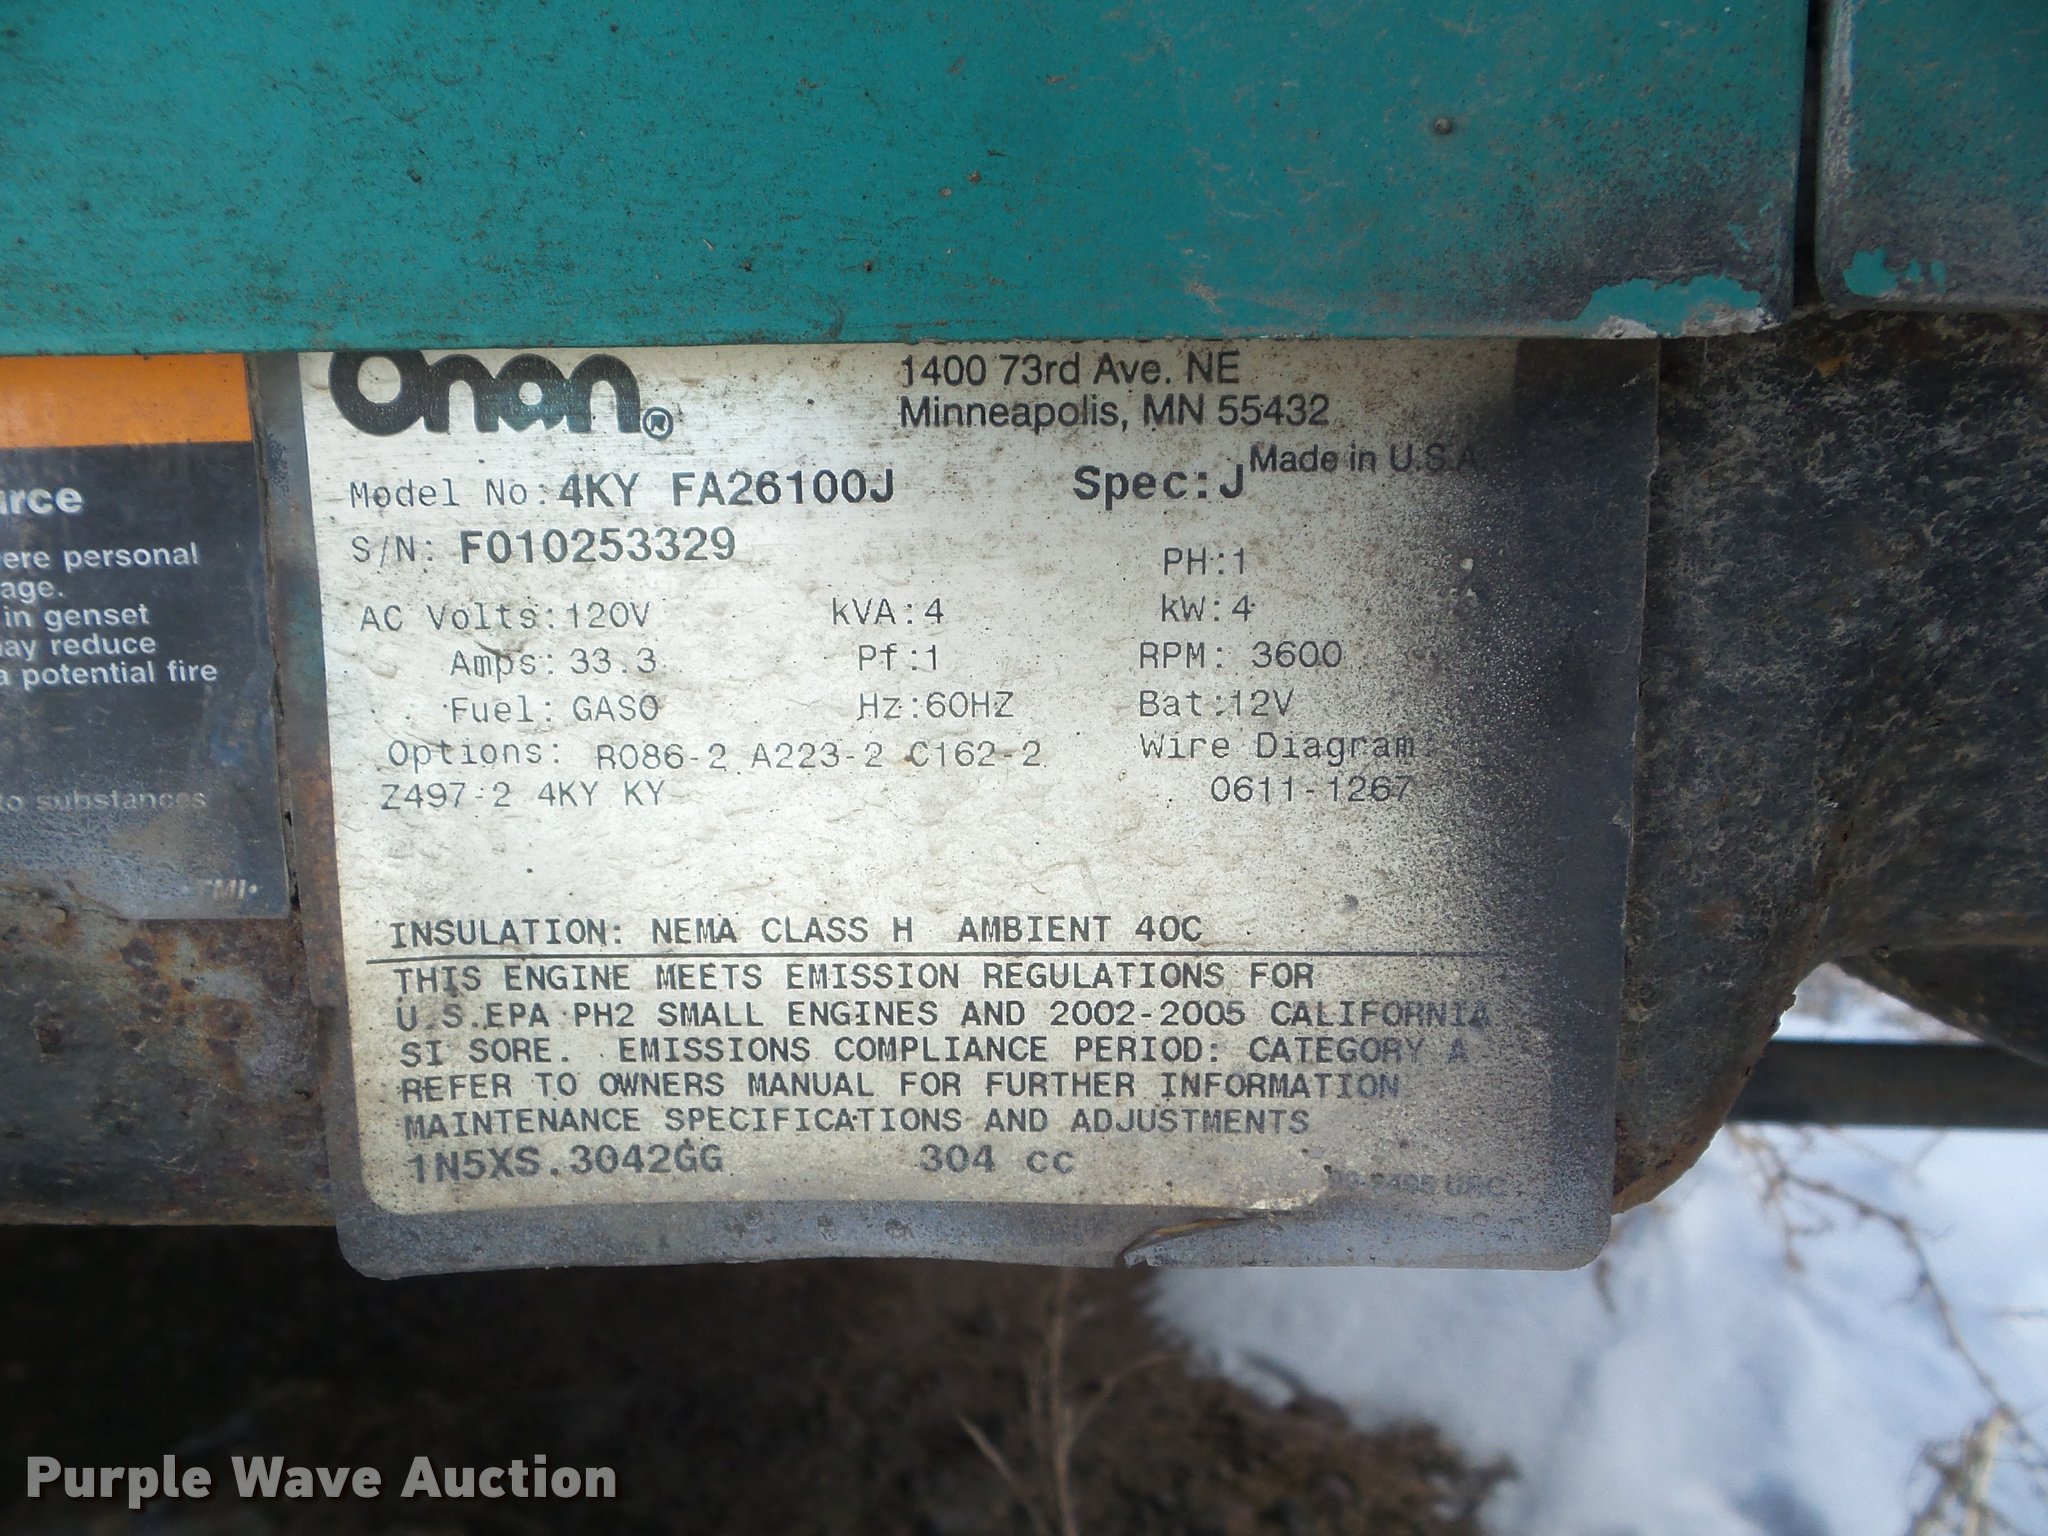 Onan®
1400 73rd Ave. NE
Minneapolis, MN 55432
Made in U.S.A
Model No: 4KY FA26100J Spec: J
S/N: F010253329 PH:1
AC Volts: 120V kVA: 4 kW: 4
Amps: 33.3 Pf: 1 RPM: 3600
Fuel: GASO Hz: 60HZ Bat: 12V
Options: R086-2 A223-2 C162-2 Wire Diagram:
Z497-2 4KY KY 0611-1267
INSULATION: NEMA CLASS H AMBIENT 40C
THIS ENGINE MEETS EMISSION REGULATIONS FOR
U.S.EPA PH2 SMALL ENGINES AND 2002-2005 CALIFORNIA
SI SORE. EMISSIONS COMPLIANCE PERIOD: CATEGORY A
REFER TO OWNERS MANUAL FOR FURTHER INFORMATION
MAINTENANCE SPECIFICATIONS AND ADJUSTMENTS
1N5XS.3042GG 304 cc
urce
ere personal
age.
in genset
may reduce
a potential fire
to substances
·TMI·
Purple Wave Auction